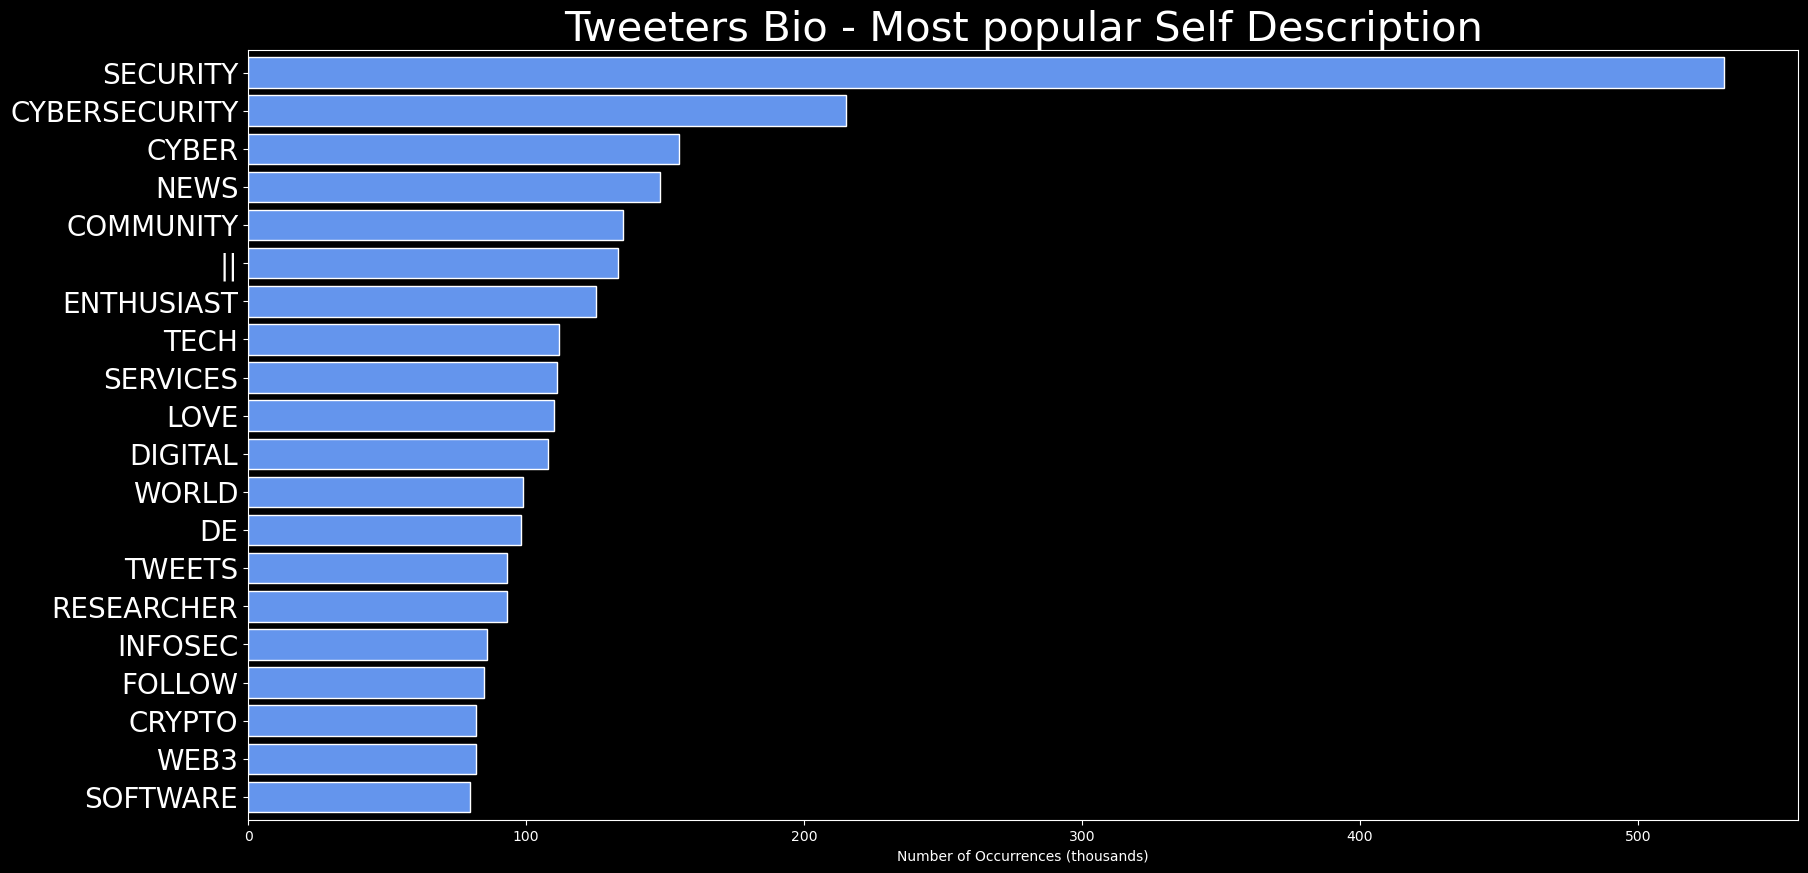 Tweeters Bio - Most popular Self Description
SECURITY
CYBERSECURITY
CYBER
NEWS
COMMUNITY
||
ENTHUSIAST
TECH
SERVICES
LOVE
DIGITAL
WORLD
DE
TWEETS
RESEARCHER
INFOSEC
FOLLOW
CRYPTO
WEB3
SOFTWARE
0 100 200 300 400 500
Number of Occurrences (thousands)